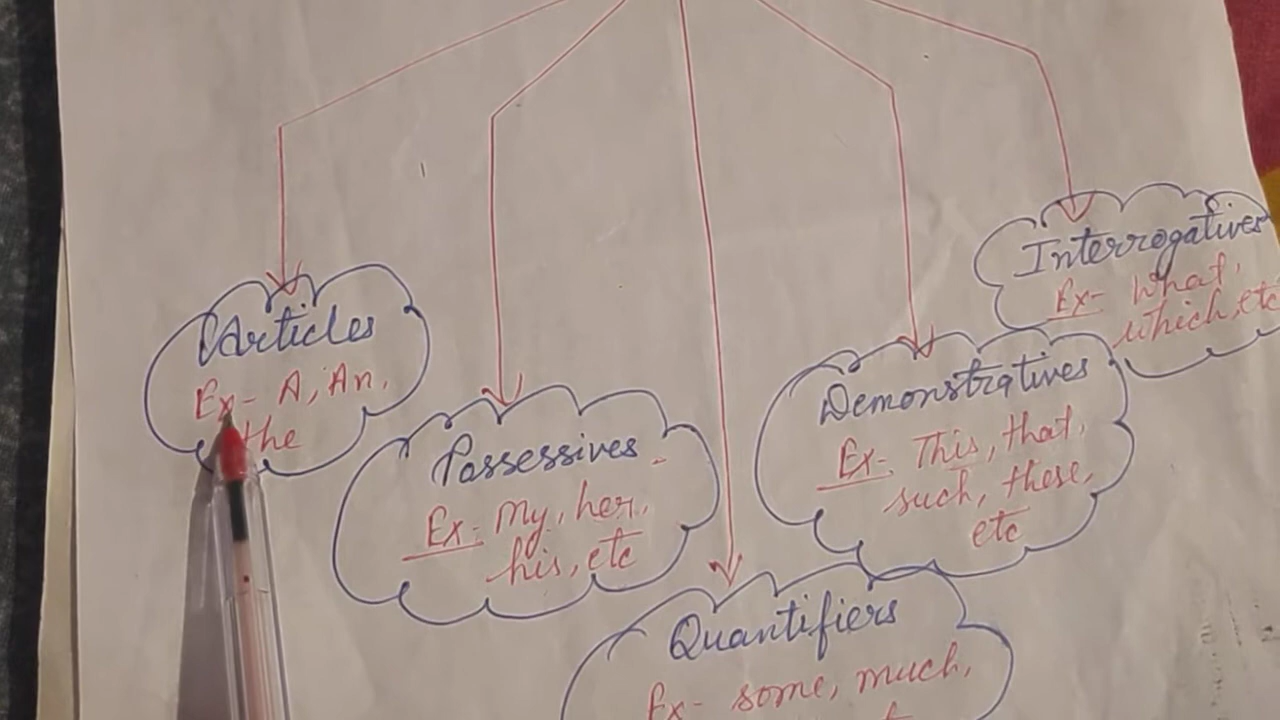 Articles
Ex- A, An,
the
Possessives
Ex- My, her,
his, etc
Quantifiers
Ex- some, much,
Demonstratives
Ex- This, that,
such, these,
etc
Interrogatives
Ex- What,
which, etc